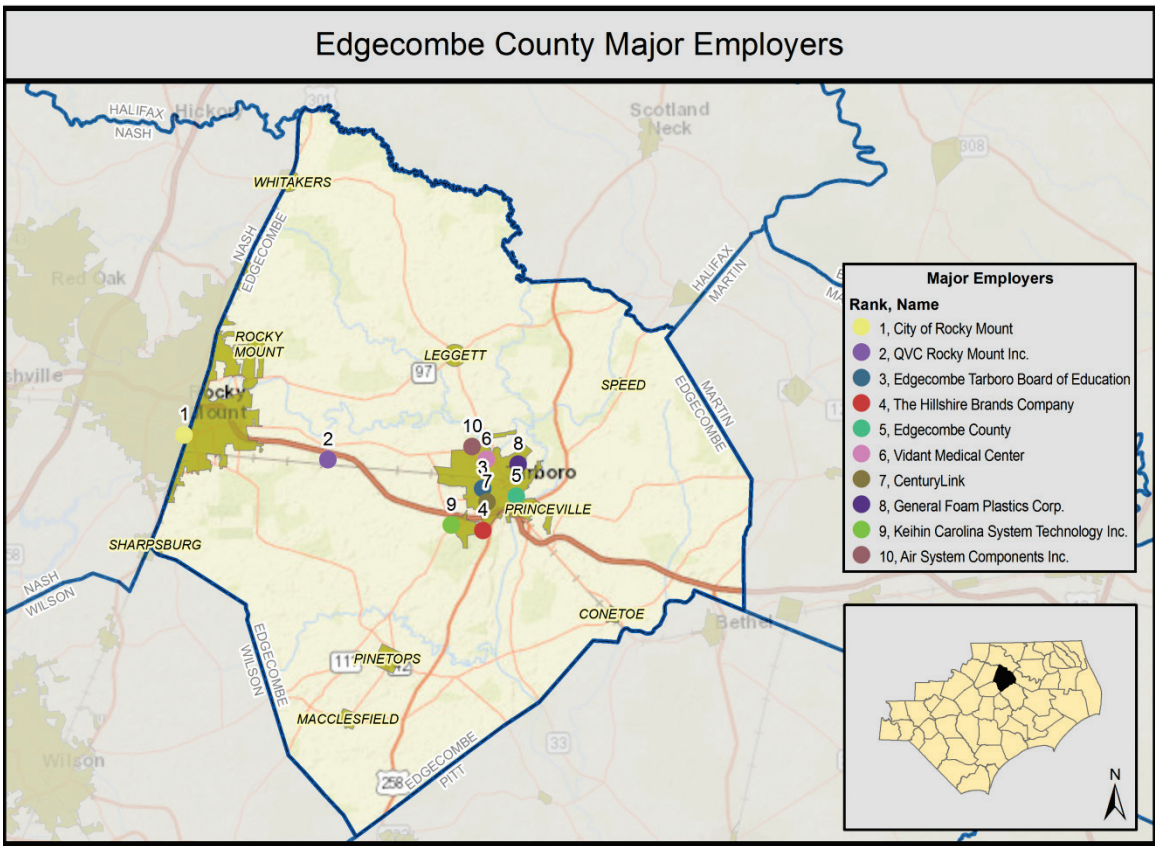 Edgecombe County Major Employers
HALIFAX
NASH
Hickory
301
Scotland
Neck
308
WHITAKERS
NASH
EDGECOMBE
Red Oak
HALIFAX
MARTIN
ROCKY
MOUNT
LEGGETT
97
SPEED
MARTIN
EDGECOMBE
Rocky
Mount
1
2
10
6
8
3
5
7
4
9
PRINCEVILLE
SHARPSBURG
NASH
WILSON
EDGECOMBE
WILSON
CONETOE
Bethel
PINETOPS
MACCLESFIELD
Wilson
258
EDGECOMBE
PITT
33
Major Employers
Rank, Name
1, City of Rocky Mount
2, QVC Rocky Mount Inc.
3, Edgecombe Tarboro Board of Education
4, The Hillshire Brands Company
5, Edgecombe County
6, Vidant Medical Center
7, CenturyLink
8, General Foam Plastics Corp.
9, Keihin Carolina System Technology Inc.
10, Air System Components Inc.
N